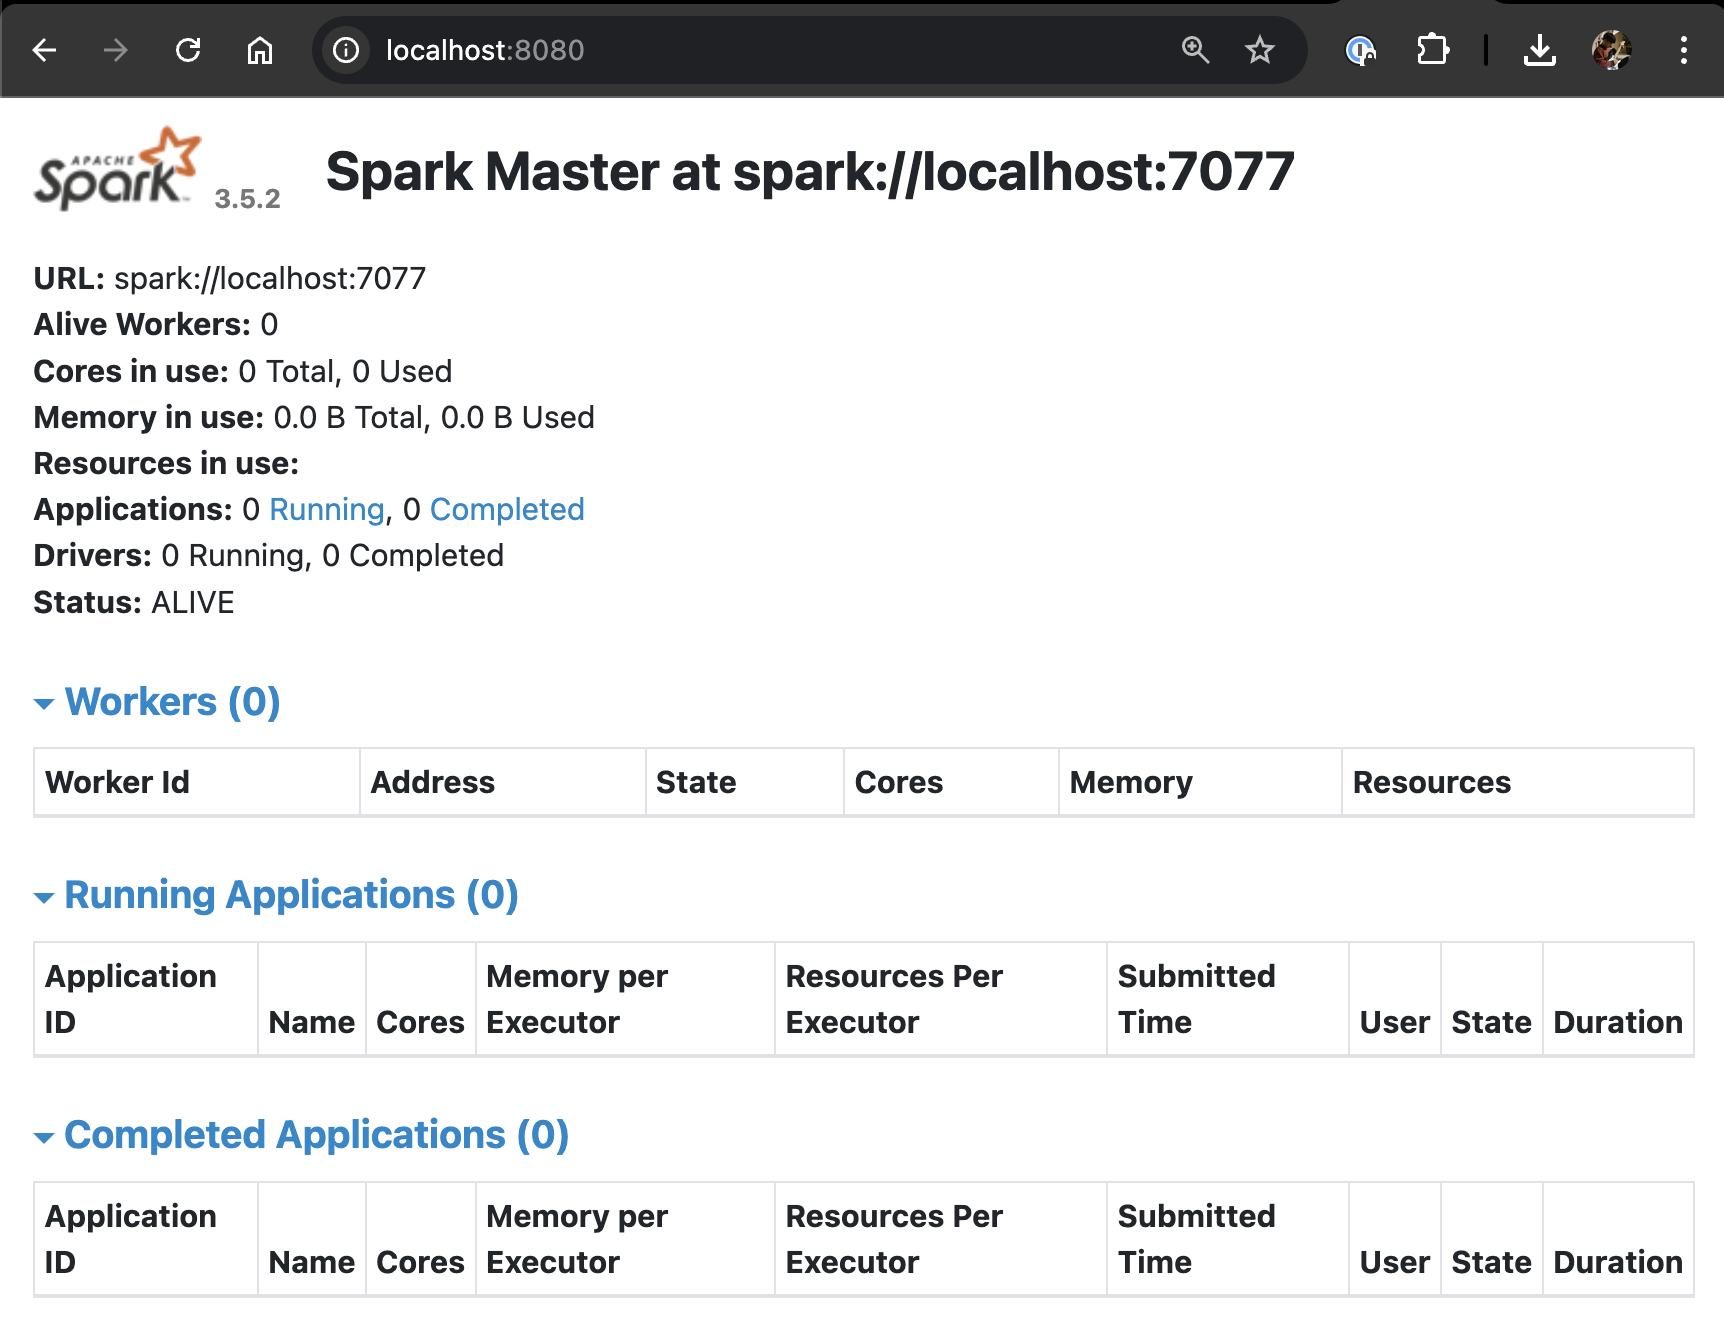 localhost:8080
APACHE
Spark™ 3.5.2
Spark Master at spark://localhost:7077
URL: spark://localhost:7077
Alive Workers: 0
Cores in use: 0 Total, 0 Used
Memory in use: 0.0 B Total, 0.0 B Used
Resources in use:
Applications: 0 Running, 0 Completed
Drivers: 0 Running, 0 Completed
Status: ALIVE
Workers (0)
Worker Id Address State Cores Memory Resources
Running Applications (0)
Application ID Name Cores Memory per Executor Resources Per Executor Submitted Time User State Duration
Completed Applications (0)
Application ID Name Cores Memory per Executor Resources Per Executor Submitted Time User State Duration